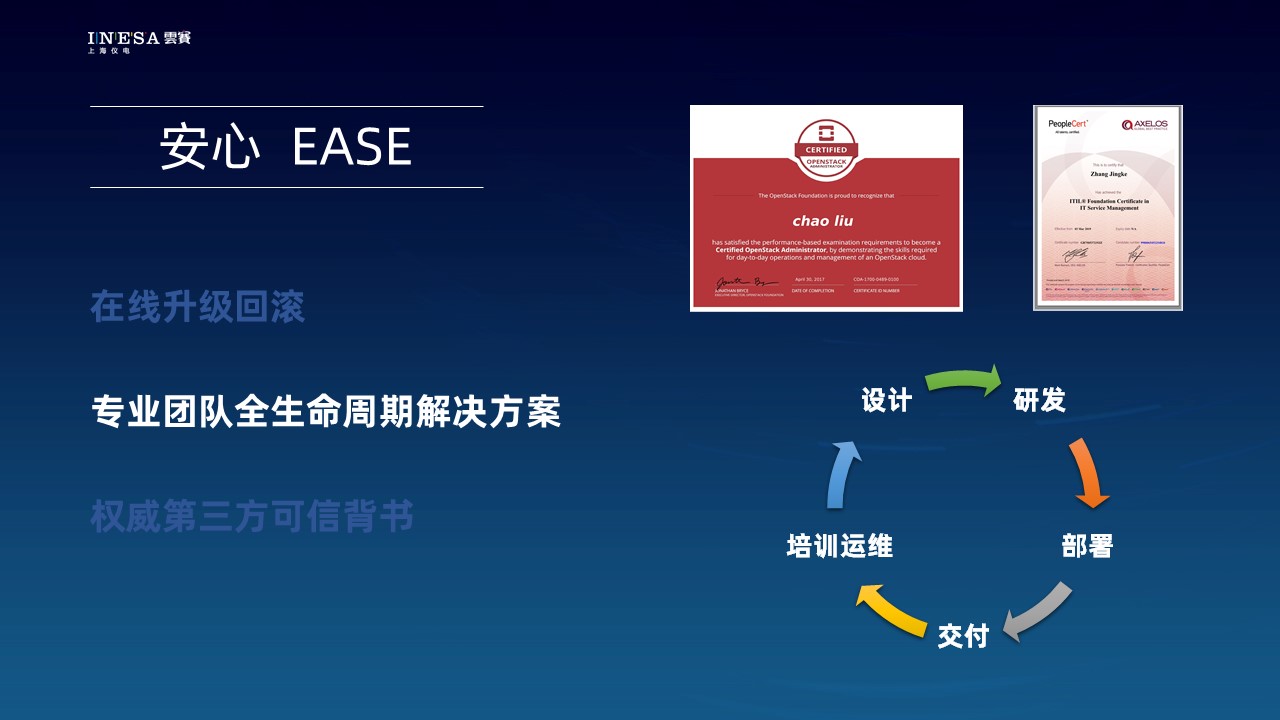 INESA 雲賽
上海仪电
安心 EASE
在线升级回滚
专业团队全生命周期解决方案
权威第三方可信背书
CERTIFIED
OPENSTACK
ADMINISTRATOR
The OpenStack Foundation is proud to recognize that
chao liu
has satisfied the performance-based examination requirements to become a
Certified OpenStack Administrator, by demonstrating the skills required
for day-to-day operations and management of an OpenStack cloud.
April 30, 2017
JONATHAN BRYCE
EXECUTIVE DIRECTOR, OPENSTACK FOUNDATION
DATE OF COMPLETION
CERTIFICATE ID NUMBER
PeopleCert
AXELOS
GLOBAL BEST PRACTICE
This is to certify that
Zhang Jingke
Has achieved the
ITIL® Foundation Certificate in
IT Service Management
设计
研发
部署
交付
培训运维